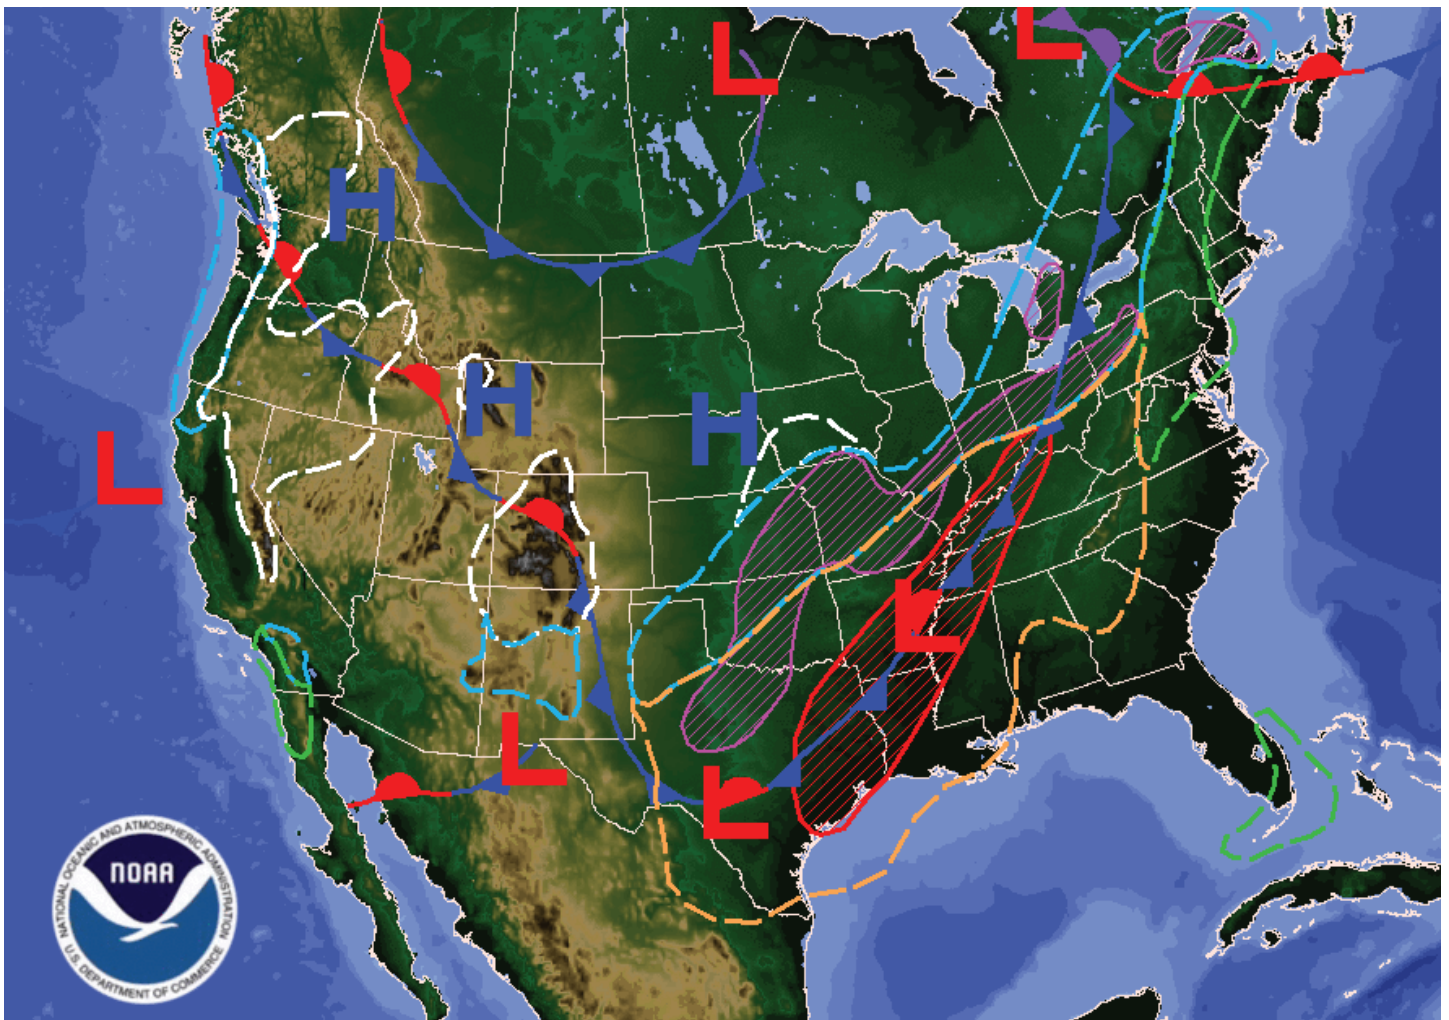 L
L
H
H
H
L
L
L
L
NOAA
NATIONAL OCEANIC AND ATMOSPHERIC ADMINISTRATION
U.S. DEPARTMENT OF COMMERCE